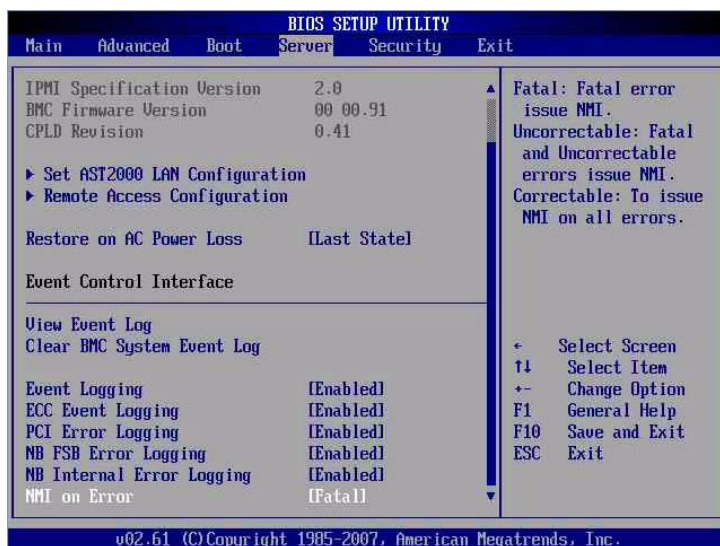 BIOS SETUP UTILITY
Main Advanced Boot Server Security Exit
IPMI Specification Version 2.0
BMC Firmware Version 00 00.91
CPLD Revision 0.41
▶ Set AST2000 LAN Configuration
▶ Remote Access Configuration
Restore on AC Power Loss [Last State]
Event Control Interface
View Event Log
Clear BMC System Event Log
Event Logging [Enabled]
ECC Event Logging [Enabled]
PCI Error Logging [Enabled]
NB FSB Error Logging [Enabled]
NB Internal Error Logging [Enabled]
NMI on Error [Fatal]
Fatal: Fatal error
issue NMI.
Uncorrectable: Fatal
and Uncorrectable
errors issue NMI.
Correctable: To issue
NMI on all errors.
← Select Screen
↑↓ Select Item
+- Change Option
F1 General Help
F10 Save and Exit
ESC Exit
v02.61 (C)Copyright 1985-2007, American Megatrends, Inc.